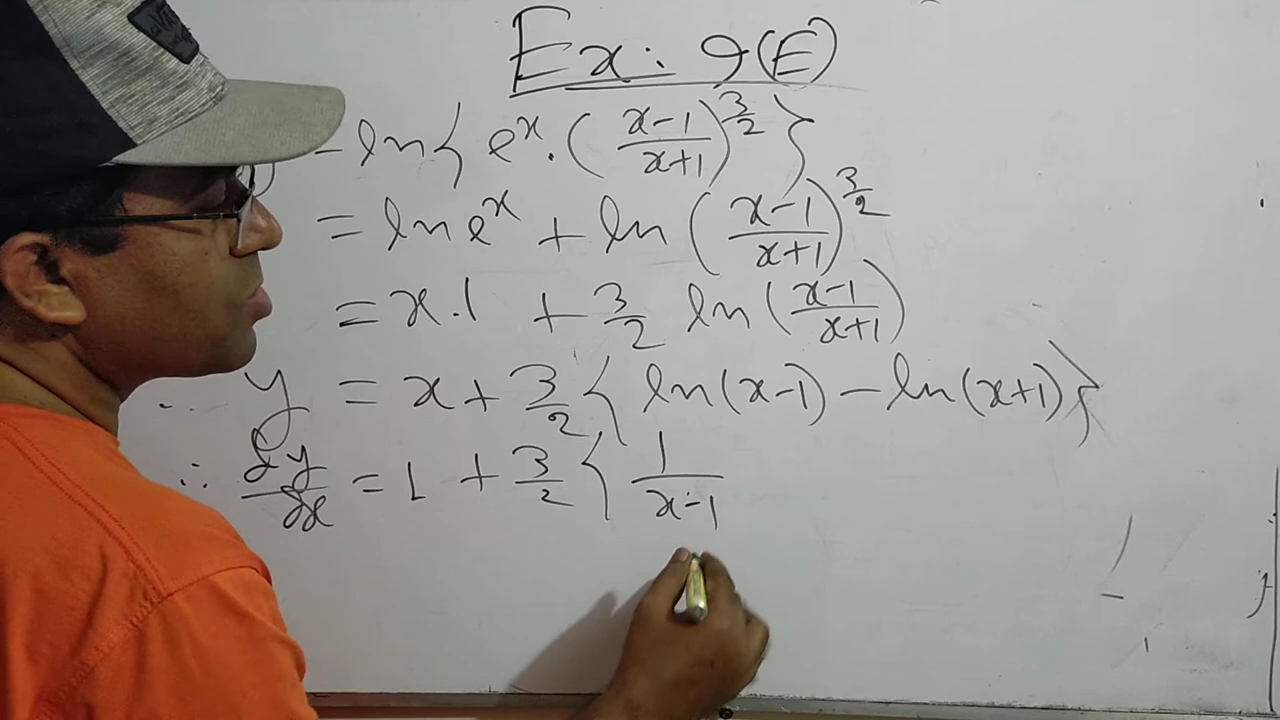 Ex: 9(E)
= ln{ e^x . ((x-1)/(x+1))^(3/2) }
= ln e^x + ln ((x-1)/(x+1))^(3/2)
= x.1 + 3/2 ln((x-1)/(x+1))
∴ y = x + 3/2 { ln(x-1) - ln(x+1) }
∴ dy/dx = 1 + 3/2 { 1/(x-1)